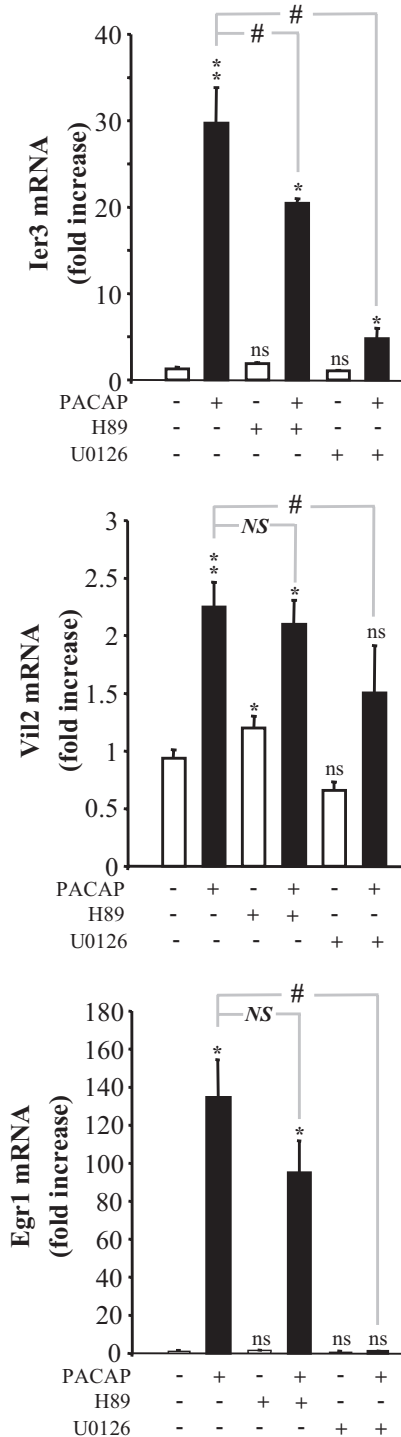 #
40
#
* *
30
*
20
10
ns
ns
*
0
Ier3 mRNA
(fold increase)
PACAP - + - + - +
H89 - - + + - -
U0126 - - - - + +
#
3
NS
* *
2.5
*
2
ns
1.5
*
1
ns
0.5
0
Vil2 mRNA
(fold increase)
PACAP - + - + - +
H89 - - + + - -
U0126 - - - - + +
#
180
NS
160
*
140
*
120
100
80
60
40
20
ns
ns
ns
0
Egr1 mRNA
(fold increase)
PACAP - + - + - +
H89 - - + + - -
U0126 - - - - + +